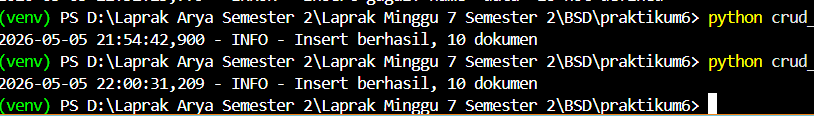 (venv) PS D:\Laprak Arya Semester 2\Laprak Minggu 7 Semester 2\BSD\praktikum6> python crud_
2026-05-05 21:54:42,900 - INFO - Insert berhasil, 10 dokumen
(venv) PS D:\Laprak Arya Semester 2\Laprak Minggu 7 Semester 2\BSD\praktikum6> python crud_
2026-05-05 22:00:31,209 - INFO - Insert berhasil, 10 dokumen
(venv) PS D:\Laprak Arya Semester 2\Laprak Minggu 7 Semester 2\BSD\praktikum6>